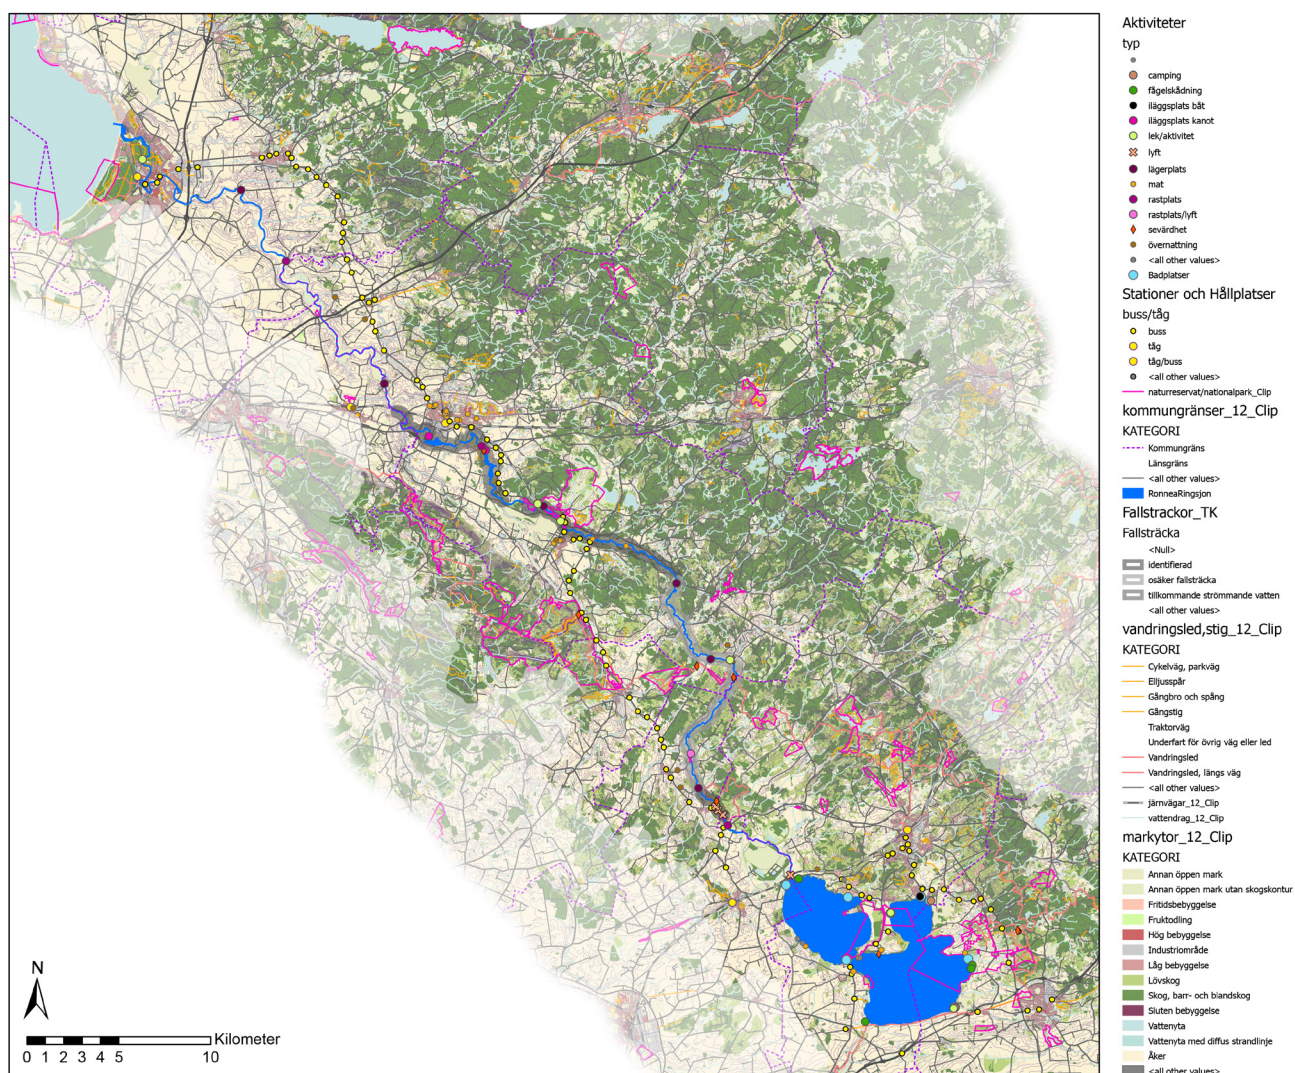 Aktiviteter
typ
camping
fågelskådning
iläggsplats båt
iläggsplats kanot
lek/aktivitet
lyft
lägerplats
mat
rastplats
rastplats/lyft
sevärdhet
övernattning
<all other values>
Badplatser
Stationer och Hållplatser
buss/tåg
buss
tåg
tåg/buss
<all other values>
naturreservat/nationalpark_Clip
kommungränser_12_Clip
KATEGORI
Kommungräns
Länsgräns
<all other values>
RonneaRingsjon
Fallstrackor_TK
Fallsträcka
<Null>
identifierad
osäker fallsträcka
tillkommande strömmande vatten
<all other values>
vandringsled,stig_12_Clip
KATEGORI
Cykelväg, parkväg
Elljusspår
Gångbro och spång
Gångstig
Traktorväg
Underfart för övrig väg eller led
Vandringsled
Vandringsled, längs väg
<all other values>
järnvägar_12_Clip
vattendrag_12_Clip
markytor_12_Clip
KATEGORI
Annan öppen mark
Annan öppen mark utan skogskontur
Fritidsbebyggelse
Fruktodling
Hög bebyggelse
Industriområde
Låg bebyggelse
Lövskog
Skog, barr- och blandskog
Sluten bebyggelse
Vattenyta
Vattenyta med diffus strandlinje
Åker
<all other values>
N
Kilometer
0 1 2 3 4 5 10